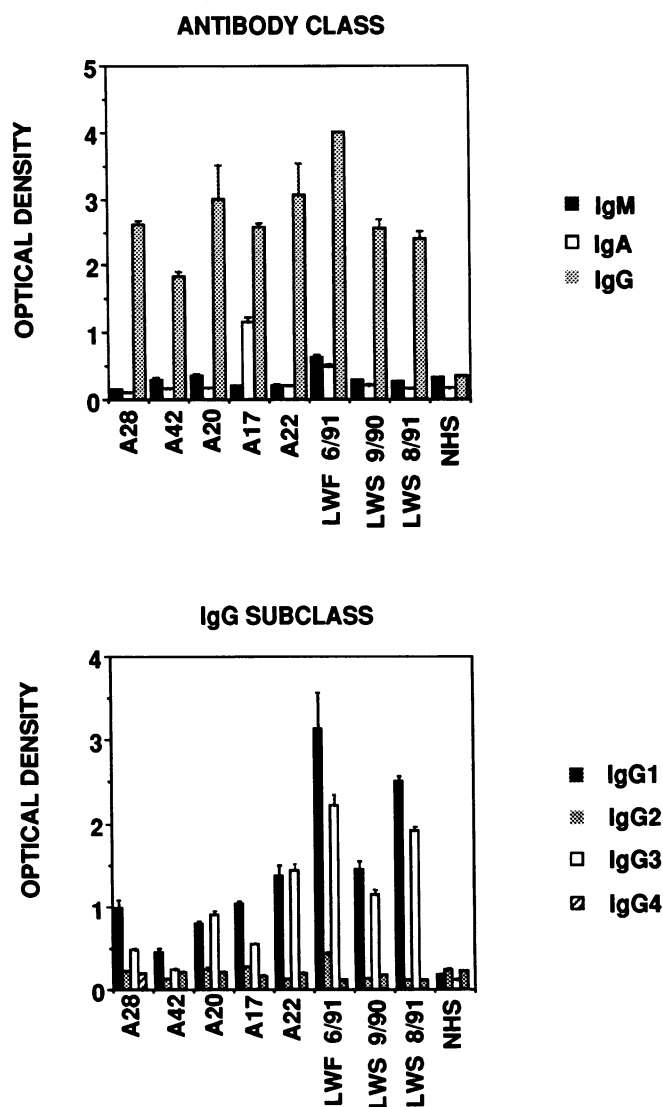 ANTIBODY CLASS
5
4
3
2
1
0
OPTICAL DENSITY
A28
A42
A20
A17
A22
LWF 6/91
LWS 9/90
LWS 8/91
NHS
IgM
IgA
IgG
IgG SUBCLASS
4
3
2
1
0
OPTICAL DENSITY
A28
A42
A20
A17
A22
LWF 6/91
LWS 9/90
LWS 8/91
NHS
IgG1
IgG2
IgG3
IgG4